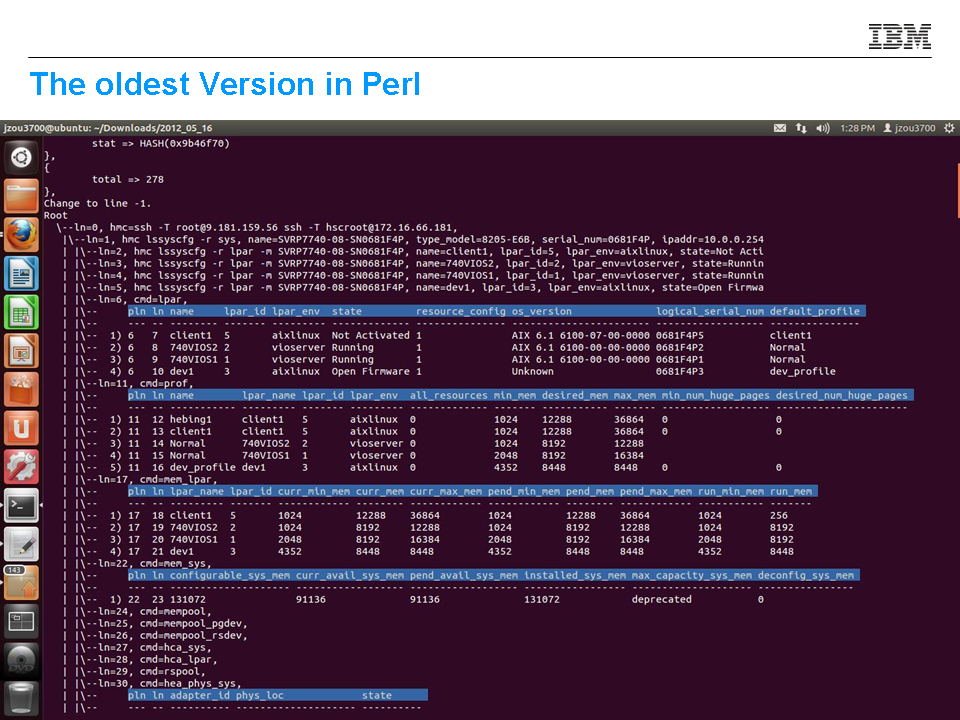 IBM
The oldest Version in Perl
jzou3700@ubuntu: ~/Downloads/2012_05_16 1:28 PM jzou3700
stat => HASH(0x9b46f70)
},
{
total => 278
},
Change to line -1.
Root
\--ln=0, hmc=ssh -T root@9.181.159.56 ssh -T hscroot@172.16.66.181,
|\--ln=1, hmc lssyscfg -r sys, name=SVRP7740-08-SN0681F4P, type_model=8205-E6B, serial_num=0681F4P, ipaddr=10.0.0.254
| |\--ln=2, hmc lssyscfg -r lpar -m SVRP7740-08-SN0681F4P, name=client1, lpar_id=5, lpar_env=aixlinux, state=Not Acti
| |\--ln=3, hmc lssyscfg -r lpar -m SVRP7740-08-SN0681F4P, name=740VIOS2, lpar_id=2, lpar_env=vioserver, state=Runnin
| |\--ln=4, hmc lssyscfg -r lpar -m SVRP7740-08-SN0681F4P, name=740VIOS1, lpar_id=1, lpar_env=vioserver, state=Runnin
| |\--ln=5, hmc lssyscfg -r lpar -m SVRP7740-08-SN0681F4P, name=dev1, lpar_id=3, lpar_env=aixlinux, state=Open Firmwa
| |\--ln=6, cmd=lpar,
| |\-- pln ln name lpar_id lpar_env state resource_config os_version logical_serial_num default_profile
| |\-- --- -- -------- ------- --------- ------------- --------------- ----------------------- ------------------ ---------------
| |\-- 1) 6 7 client1 5 aixlinux Not Activated 1 AIX 6.1 6100-07-00-0000 0681F4P5 client1
| |\-- 2) 6 8 740VIOS2 2 vioserver Running 1 AIX 6.1 6100-00-00-0000 0681F4P2 Normal
| |\-- 3) 6 9 740VIOS1 1 vioserver Running 1 AIX 6.1 6100-00-00-0000 0681F4P1 Normal
| |\-- 4) 6 10 dev1 3 aixlinux Open Firmware 1 Unknown 0681F4P3 dev_profile
| |\--ln=11, cmd=prof,
| |\-- pln ln name lpar_name lpar_id lpar_env all_resources min_mem desired_mem max_mem min_num_huge_pages desired_num_huge_pages
| |\-- --- -- ----------- --------- ------- --------- ------------- ------- ----------- ------- ------------------ ----------------------
| |\-- 1) 11 12 hebing1 client1 5 aixlinux 0 1024 12288 36864 0 0
| |\-- 2) 11 13 client1 client1 5 aixlinux 0 1024 12288 36864 0 0
| |\-- 3) 11 14 Normal 740VIOS2 2 vioserver 0 1024 8192 12288
| |\-- 4) 11 15 Normal 740VIOS1 1 vioserver 0 2048 8192 16384
| |\-- 5) 11 16 dev_profile dev1 3 aixlinux 0 4352 8448 8448 0 0
| |\--ln=17, cmd=mem_lpar,
| |\-- pln ln lpar_name lpar_id curr_min_mem curr_mem curr_max_mem pend_min_mem pend_mem pend_max_mem run_min_mem run_mem
| |\-- --- -- --------- ------- ------------ -------- ------------ ------------ -------- ------------ ----------- -------
| |\-- 1) 17 18 client1 5 1024 12288 36864 1024 12288 36864 1024 256
| |\-- 2) 17 19 740VIOS2 2 1024 8192 12288 1024 8192 12288 1024 8192
| |\-- 3) 17 20 740VIOS1 1 2048 8192 16384 2048 8192 16384 2048 8192
| |\-- 4) 17 21 dev1 3 4352 8448 8448 4352 8448 8448 4352 8448
| |\--ln=22, cmd=mem_sys,
| |\-- pln ln configurable_sys_mem curr_avail_sys_mem pend_avail_sys_mem installed_sys_mem max_capacity_sys_mem deconfig_sys_mem
| |\-- --- -- -------------------- ------------------ ------------------ ----------------- -------------------- ----------------
| |\-- 1) 22 23 131072 91136 91136 131072 deprecated 0
| |\--ln=24, cmd=mempool,
| |\--ln=25, cmd=mempool_pgdev,
| |\--ln=26, cmd=mempool_rsdev,
| |\--ln=27, cmd=hca_sys,
| |\--ln=28, cmd=hca_lpar,
| |\--ln=29, cmd=rspool,
| |\--ln=30, cmd=hea_phys_sys,
| |\-- pln ln adapter_id phys_loc state
| |\-- --- -- ---------- -------------------- ----------
143